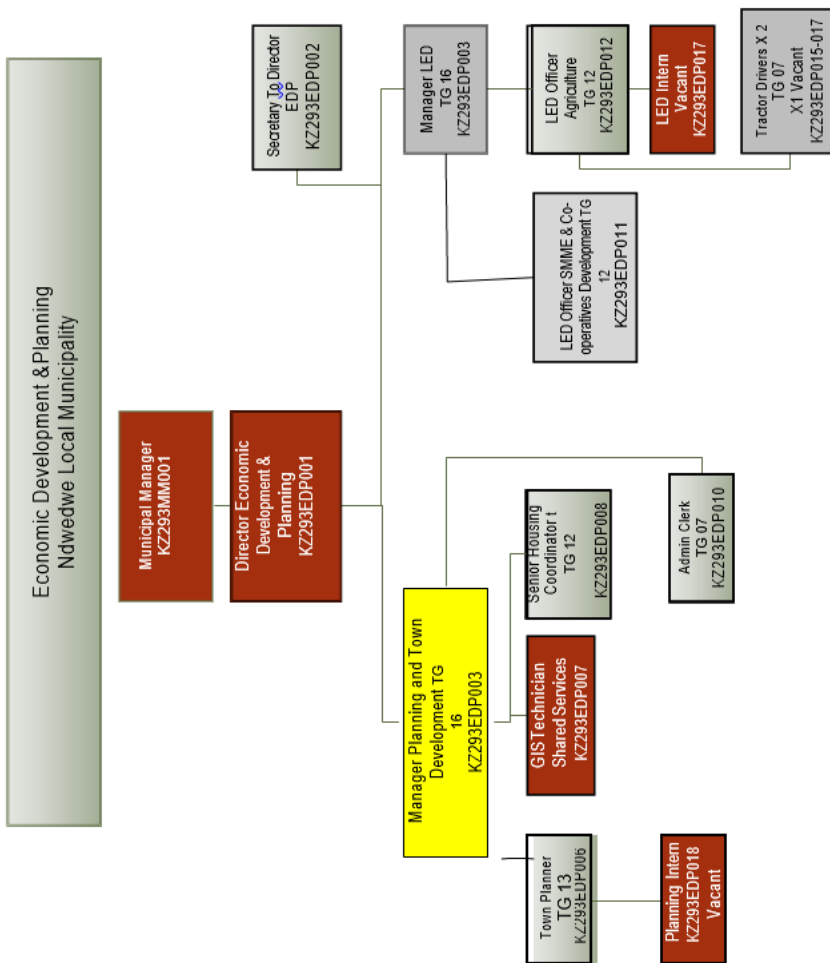 Economic Development &Planning
Ndwedwe Local Municipality
Municipal Manager
KZ293MM001
Director Economic
Development &
Planning
KZ293EDP001
Secretary To Director
EDP
KZ293EDP002
Manager Planning and Town
Development TG
16
KZ293EDP003
Manager LED
TG 16
KZ293EDP003
Town Planner
TG 13
KZ293EDP006
GIS Technician
Shared Services
KZ293EDP007
Senior Housing
Coordinator t
TG 12
KZ293EDP008
LED Officer SMME & Co-
operatives Development TG
12
KZ293EDP011
LED Officer
Agriculture
TG 12
KZ293EDP012
Planning Intern
KZ293EDP018
Vacant
Admin Clerk
TG 07
KZ293EDP010
LED Intern
Vacant
KZ293EDP017
Tractor Drivers X 2
TG 07
X1 Vacant
KZ293EDP015-017